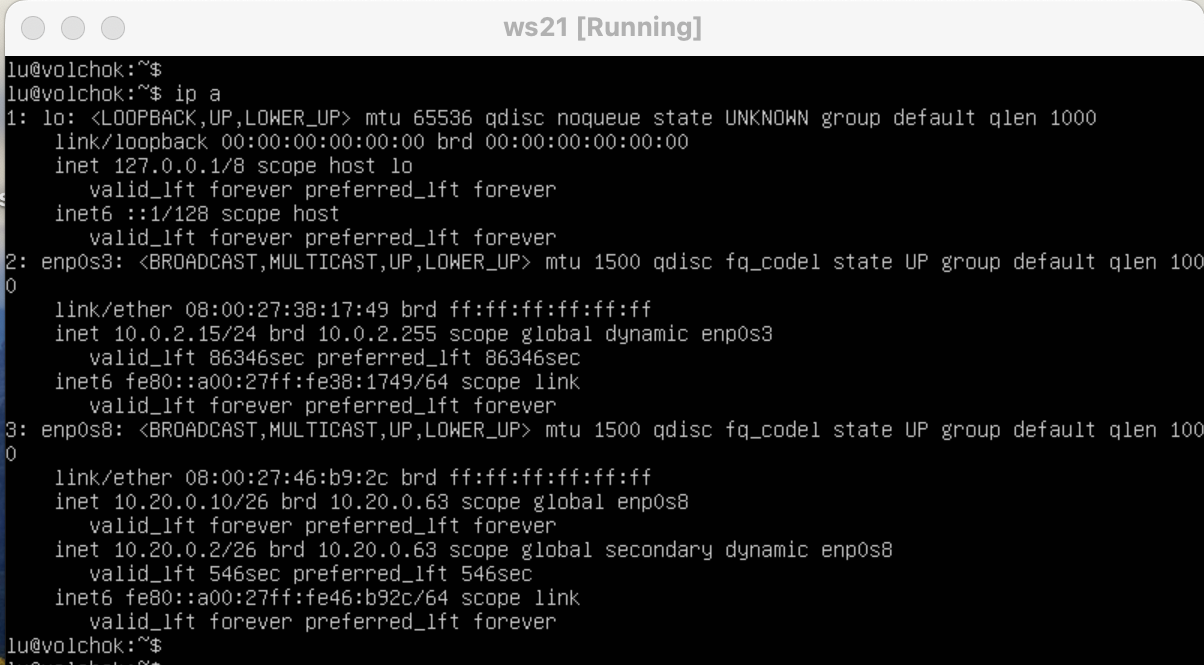 ws21 [Running]
lu@volchok:~$
lu@volchok:~$ ip a
1: lo: <LOOPBACK,UP,LOWER_UP> mtu 65536 qdisc noqueue state UNKNOWN group default qlen 1000
    link/loopback 00:00:00:00:00:00 brd 00:00:00:00:00:00
    inet 127.0.0.1/8 scope host lo
       valid_lft forever preferred_lft forever
    inet6 ::1/128 scope host
       valid_lft forever preferred_lft forever
2: enp0s3: <BROADCAST,MULTICAST,UP,LOWER_UP> mtu 1500 qdisc fq_codel state UP group default qlen 100
0
    link/ether 08:00:27:38:17:49 brd ff:ff:ff:ff:ff:ff
    inet 10.0.2.15/24 brd 10.0.2.255 scope global dynamic enp0s3
       valid_lft 86346sec preferred_lft 86346sec
    inet6 fe80::a00:27ff:fe38:1749/64 scope link
       valid_lft forever preferred_lft forever
3: enp0s8: <BROADCAST,MULTICAST,UP,LOWER_UP> mtu 1500 qdisc fq_codel state UP group default qlen 100
0
    link/ether 08:00:27:46:b9:2c brd ff:ff:ff:ff:ff:ff
    inet 10.20.0.10/26 brd 10.20.0.63 scope global enp0s8
       valid_lft forever preferred_lft forever
    inet 10.20.0.2/26 brd 10.20.0.63 scope global secondary dynamic enp0s8
       valid_lft 546sec preferred_lft 546sec
    inet6 fe80::a00:27ff:fe46:b92c/64 scope link
       valid_lft forever preferred_lft forever
lu@volchok:~$